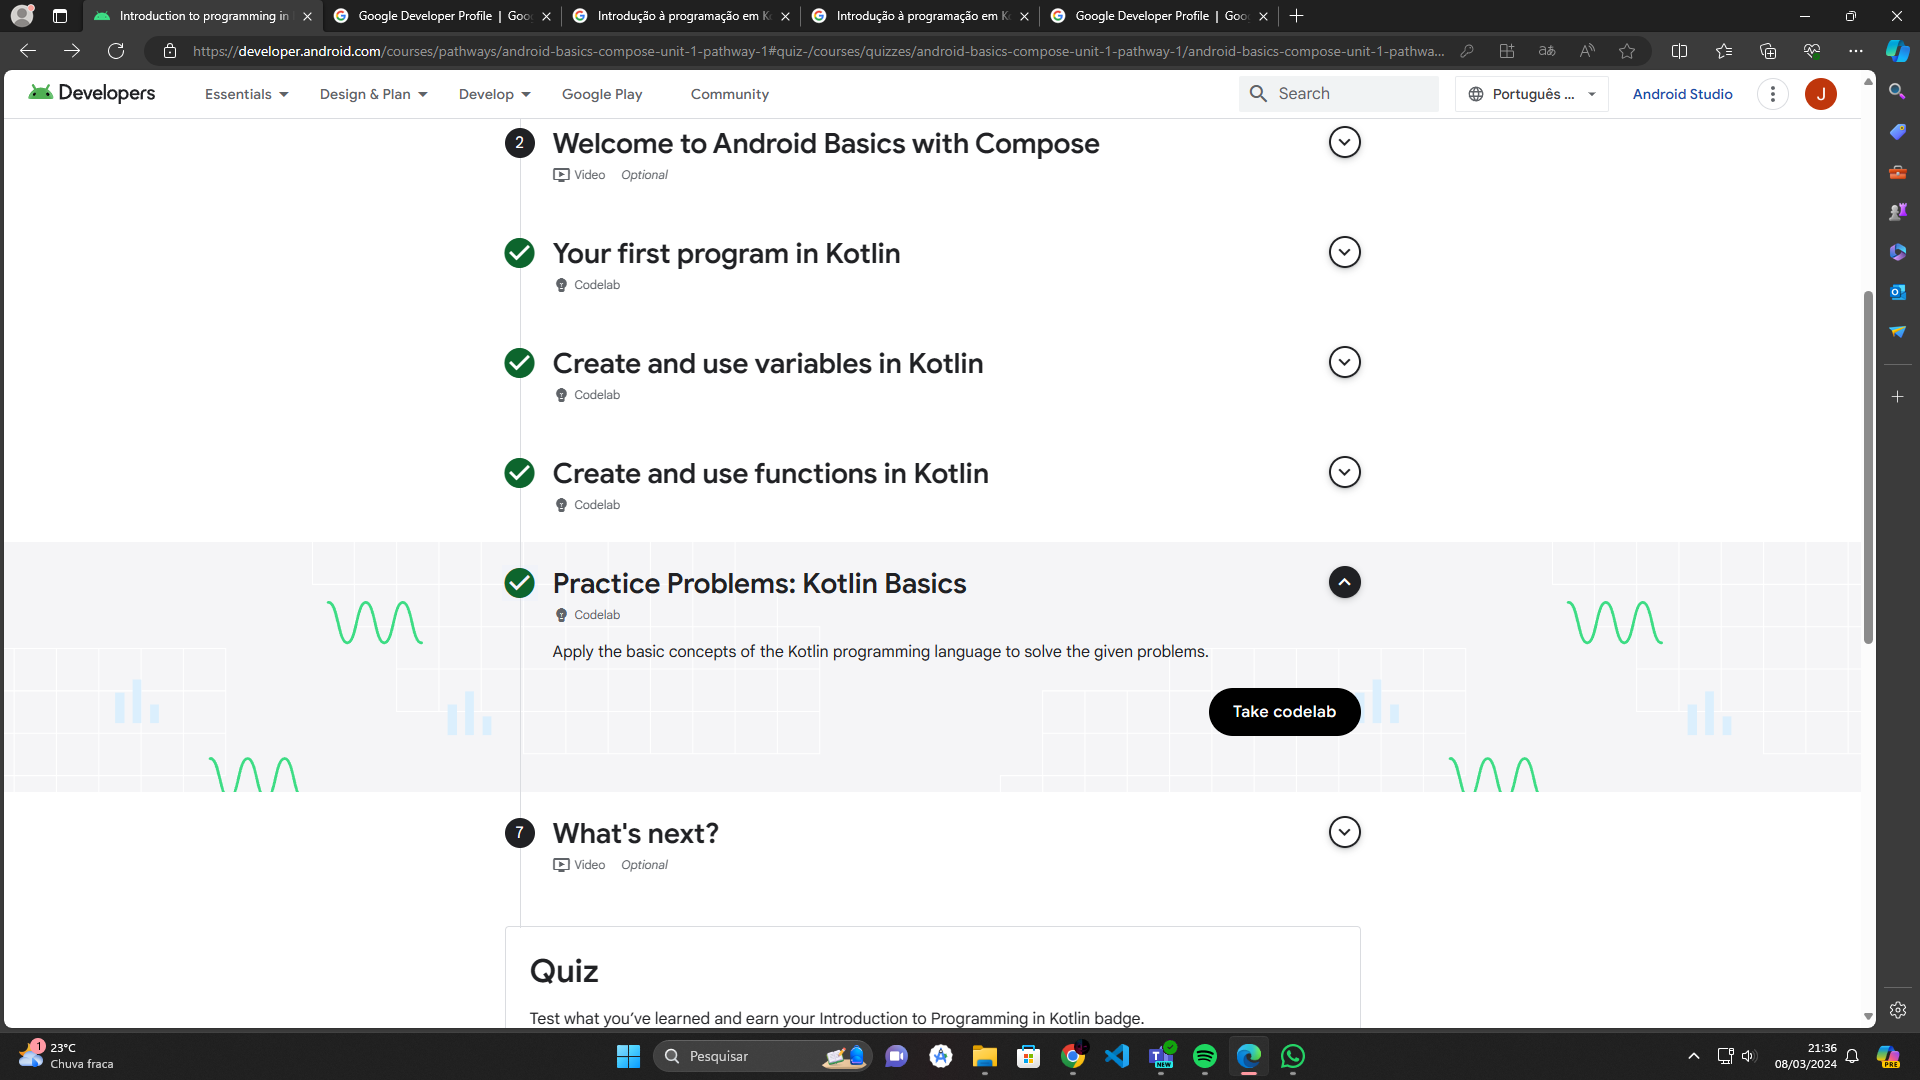 Introduction to programming in
Google Developer Profile | Goo
Introdução à programação em K
Introdução à programação em K
Google Developer Profile | Goo
https://developer.android.com/courses/pathways/android-basics-compose-unit-1-pathway-1#quiz-/courses/quizzes/android-basics-compose-unit-1-pathway-1/android-basics-compose-unit-1-pathwa...
Developers
Essentials
Design & Plan
Develop
Google Play
Community
Search
Português ...
Android Studio
J
2
Welcome to Android Basics with Compose
Video Optional
Your first program in Kotlin
Codelab
Create and use variables in Kotlin
Codelab
Create and use functions in Kotlin
Codelab
Practice Problems: Kotlin Basics
Codelab
Apply the basic concepts of the Kotlin programming language to solve the given problems.
Take codelab
7
What's next?
Video Optional
Quiz
Test what you’ve learned and earn your Introduction to Programming in Kotlin badge.
1
23°C
Chuva fraca
Pesquisar
NEW
21:36
08/03/2024
PRE